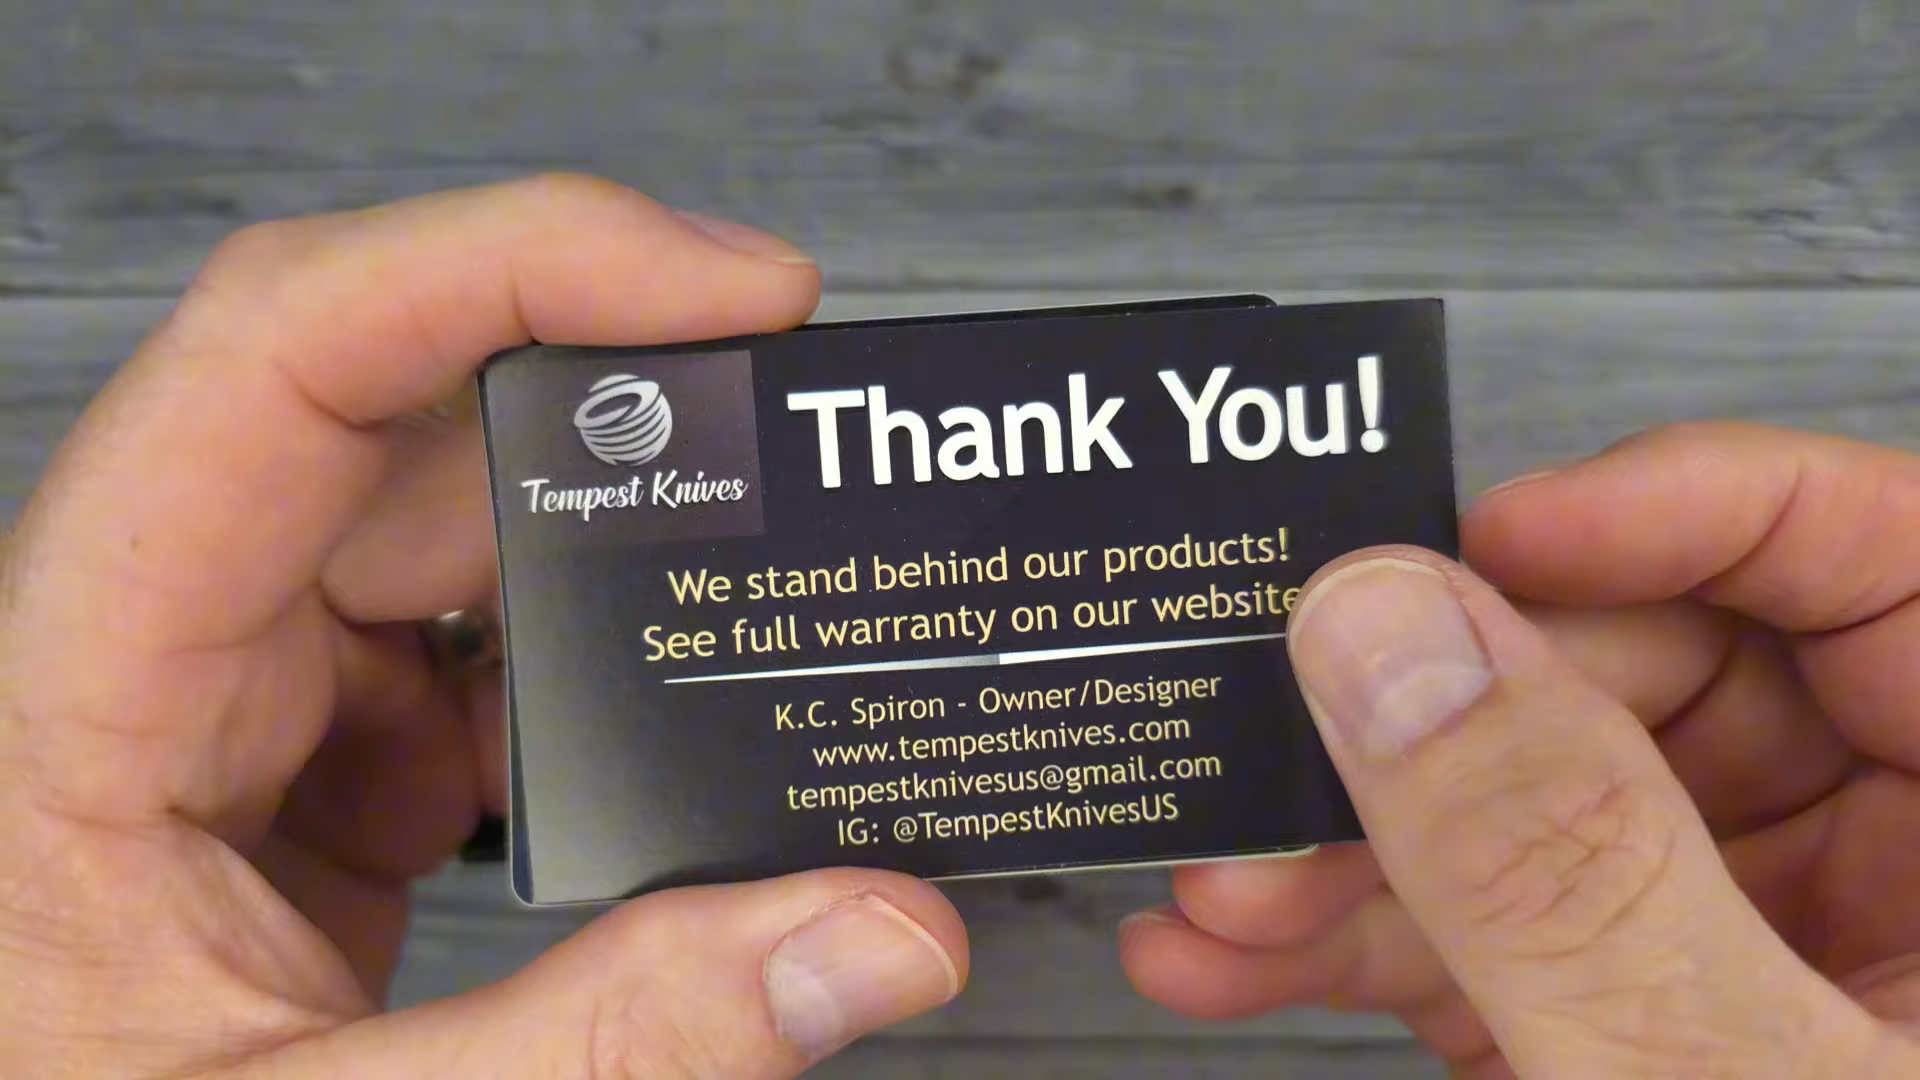 Tempest Knives
Thank You!
We stand behind our products!
See full warranty on our website
K.C. Spiron - Owner/Designer
www.tempestknives.com
tempestknivesus@gmail.com
IG: @TempestKnivesUS